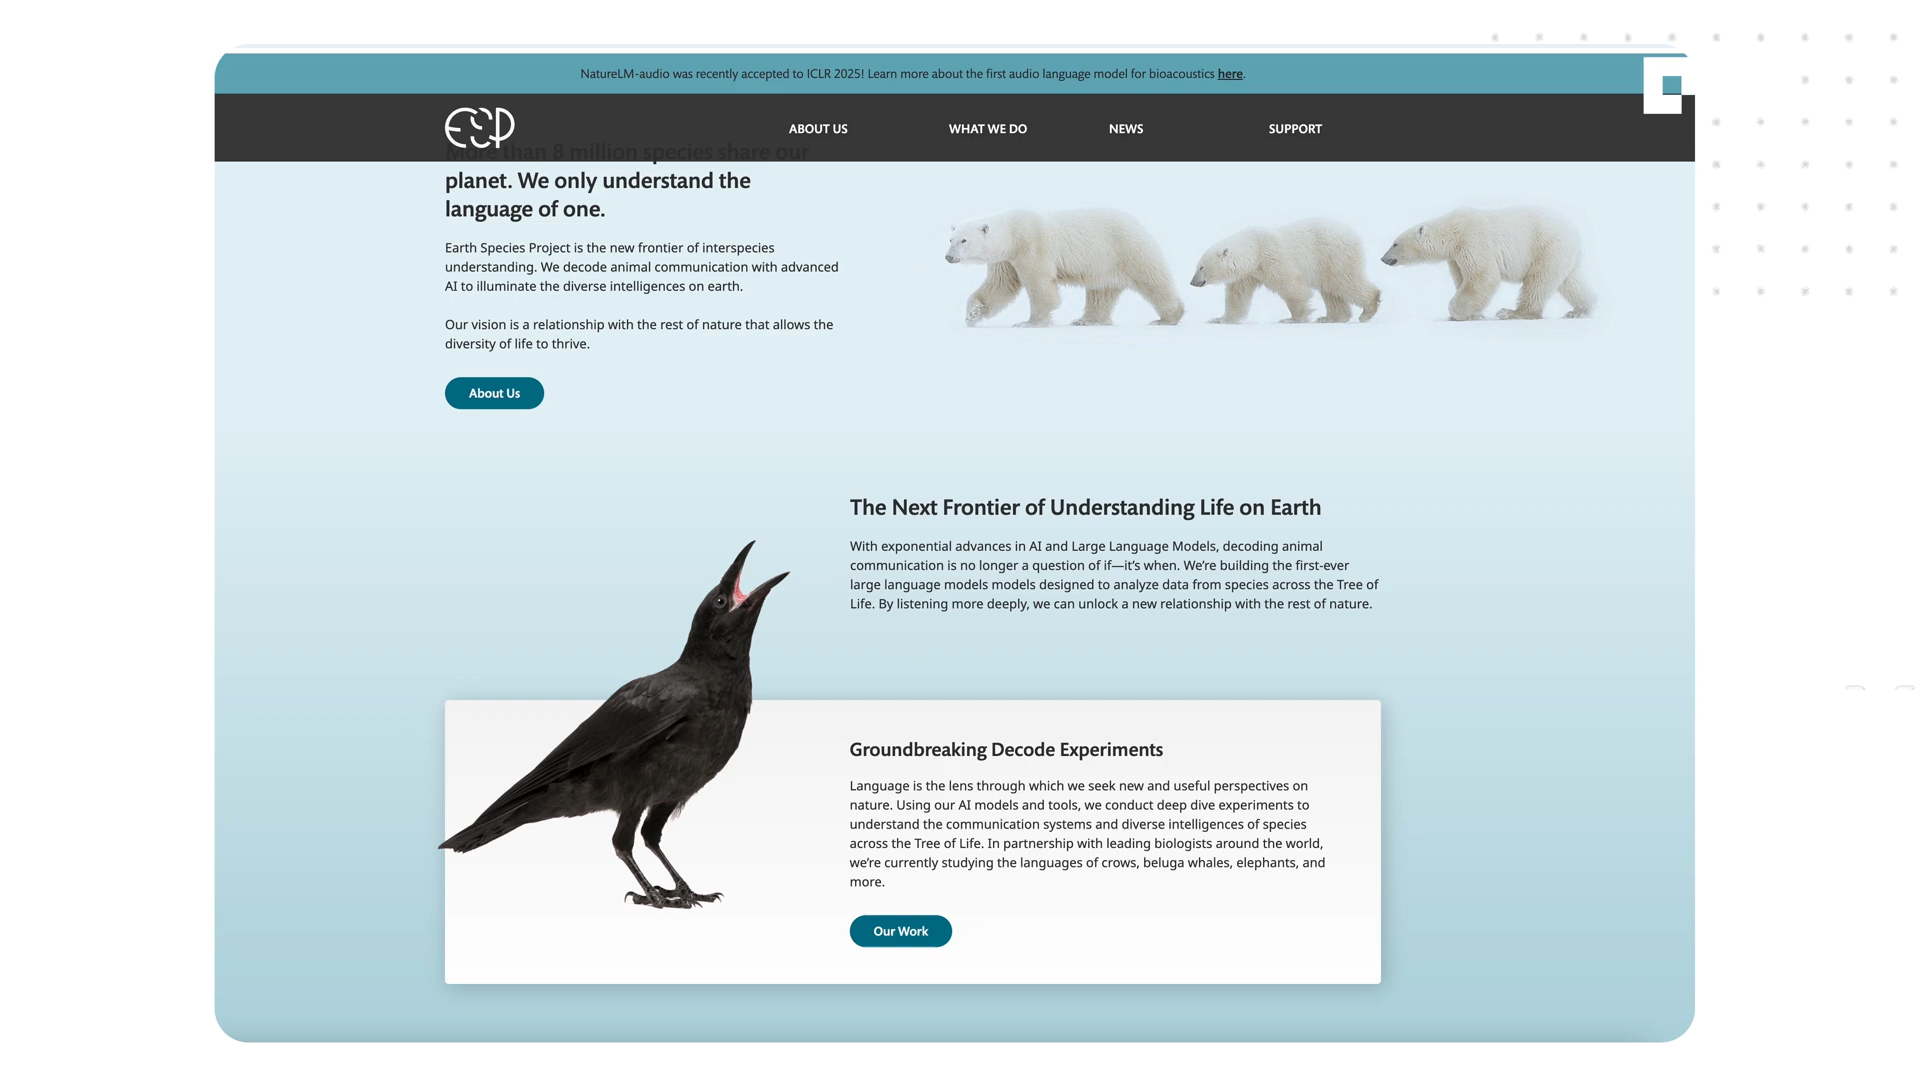 NatureLM-audio was recently accepted to ICLR 2025! Learn more about the first audio language model for bioacoustics here.
ESP
ABOUT US
WHAT WE DO
NEWS
SUPPORT
More than 8 million species share our
planet. We only understand the
language of one.
Earth Species Project is the new frontier of interspecies
understanding. We decode animal communication with advanced
AI to illuminate the diverse intelligences on earth.
Our vision is a relationship with the rest of nature that allows the
diversity of life to thrive.
About Us
The Next Frontier of Understanding Life on Earth
With exponential advances in AI and Large Language Models, decoding animal
communication is no longer a question of if—it's when. We're building the first-ever
large language models models designed to analyze data from species across the Tree of
Life. By listening more deeply, we can unlock a new relationship with the rest of nature.
Groundbreaking Decode Experiments
Language is the lens through which we seek new and useful perspectives on
nature. Using our AI models and tools, we conduct deep dive experiments to
understand the communication systems and diverse intelligences of species
across the Tree of Life. In partnership with leading biologists around the world,
we're currently studying the languages of crows, beluga whales, elephants, and
more.
Our Work